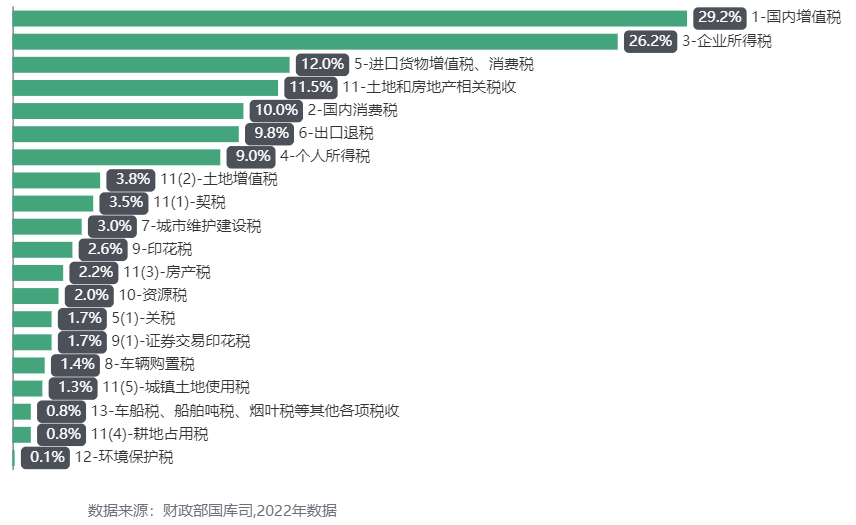 29.2% 1-国内增值税
26.2% 3-企业所得税
12.0% 5-进口货物增值税、消费税
11.5% 11-土地和房地产相关税收
10.0% 2-国内消费税
9.8% 6-出口退税
9.0% 4-个人所得税
3.8% 11(2)-土地增值税
3.5% 11(1)-契税
3.0% 7-城市维护建设税
2.6% 9-印花税
2.2% 11(3)-房产税
2.0% 10-资源税
1.7% 5(1)-关税
1.7% 9(1)-证券交易印花税
1.4% 8-车辆购置税
1.3% 11(5)-城镇土地使用税
0.8% 13-车船税、船舶吨税、烟叶税等其他各项税收
0.8% 11(4)-耕地占用税
0.1% 12-环境保护税
数据来源：财政部国库司,2022年数据